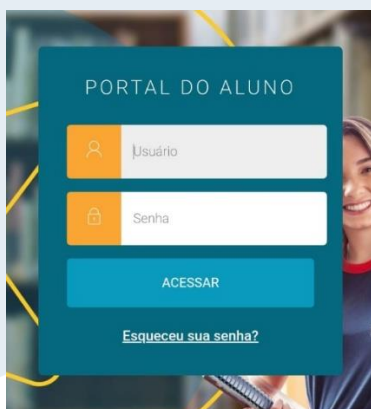 PORTAL DO ALUNO
Usuário
Senha
ACESSAR
Esqueceu sua senha?